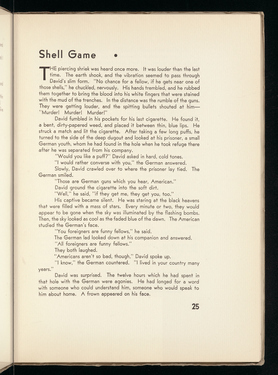 Shell Game •
THE piercing shriek was heard once more. It was louder than the last
time. The earth shook, and the vibration seemed to pass through
David's slim form. "No chance for a fellow, if he gets near one of
those shells," he chuckled, nervously. His hands trembled, and he rubbed
them together to bring the blood into his white fingers that were stained
with the mud of the trenches. In the distance was the rumble of the guns.
They were getting louder, and the spitting bullets shouted at him—
"Murder! Murder! Murder!"
David fumbled in his pockets for his last cigarette. He found it,
a bent, dirty-papered weed, and placed it between thin, blue lips. He
struck a match and lit the cigarette. After taking a few long puffs, he
turned to the side of the deep dugout and looked at his prisoner, a small
German youth, whom he had found in the hole when he took refuge there
after he was separated from his company.
"Would you like a puff?" David asked in hard, cold tones.
"I would rather converse with you," the German answered.
Slowly, David crawled over to where the prisoner lay tied. The
German smiled.
"Those are German guns which you hear, American."
David ground the cigarette into the soft dirt.
"Well," he said, "if they get me, they get you, too."
His captive became silent. He was staring at the black heavens
that were filled with a mass of stars. Every minute or two, they would
appear to be gone when the sky was illuminated by the flashing bombs.
Then, the sky looked as cool as the faded blue of the dawn. The American
studied the German's face.
"You foreigners are funny fellows," he said.
The German lad looked down at his companion and answered.
"All foreigners are funny fellows."
They both laughed.
"Americans aren't so bad, though," David spoke up.
"I know," the German countered. "I lived in your country many
years."
David was surprised. The twelve hours which he had spent in
that hole with the German were agonies. He had longed for a word
with someone who could understand him, someone who would speak to
him about home. A frown appeared on his face.
25